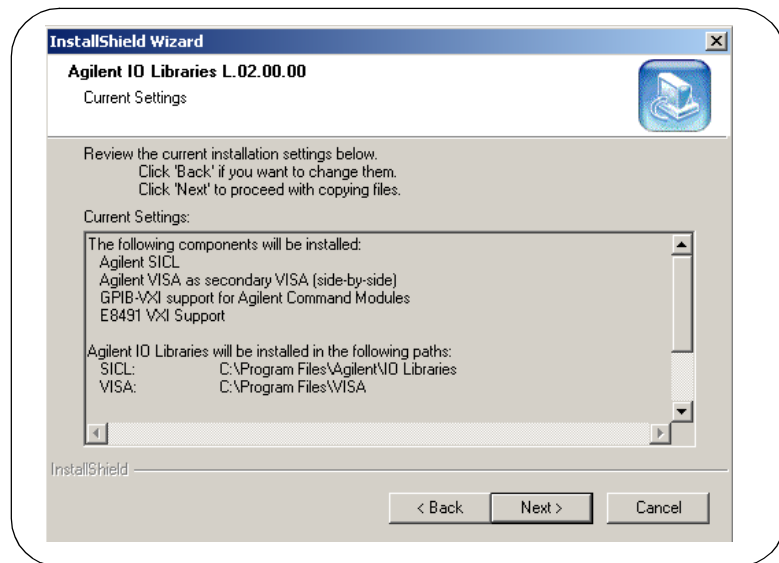 InstallShield Wizard
Agilent IO Libraries L.02.00.00
Current Settings
Review the current installation settings below.
Click 'Back' if you want to change them.
Click 'Next' to proceed with copying files.
Current Settings:
The following components will be installed:
Agilent SICL
Agilent VISA as secondary VISA (side-by-side)
GPIB-VXI support for Agilent Command Modules
E8491 VXI Support
Agilent IO Libraries will be installed in the following paths:
SICL: C:\Program Files\Agilent\IO Libraries
VISA: C:\Program Files\VISA
InstallShield
< Back Next > Cancel